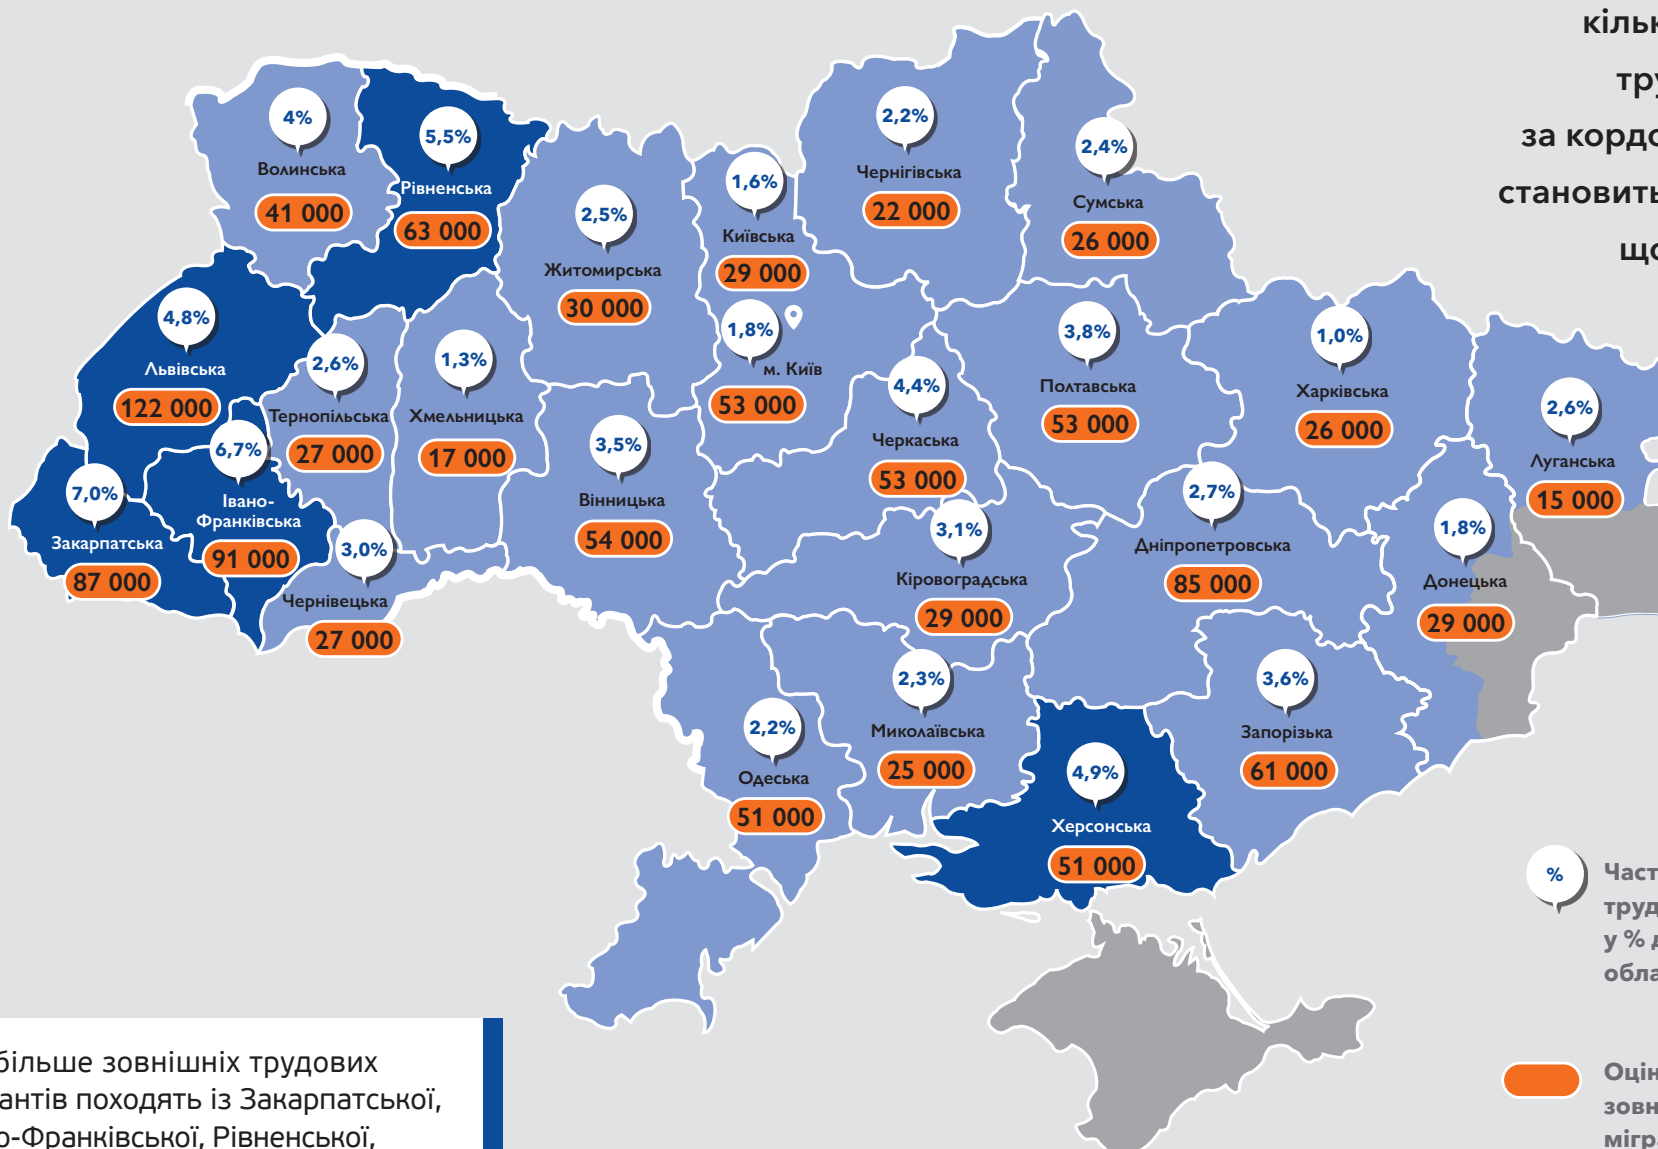 4%
Волинська
41 000
5,5%
Рівненська
63 000
2,5%
Житомирська
30 000
1,6%
Київська
29 000
1,8%
м. Київ
53 000
2,2%
Чернігівська
22 000
2,4%
Сумська
26 000
4,8%
Львівська
122 000
2,6%
Тернопільська
27 000
1,3%
Хмельницька
17 000
3,5%
Вінницька
54 000
4,4%
Черкаська
53 000
3,8%
Полтавська
53 000
1,0%
Харківська
26 000
2,6%
Луганська
15 000
7,0%
Закарпатська
87 000
6,7%
Івано-
Франківська
91 000
3,0%
Чернівецька
27 000
3,1%
Кіровоградська
29 000
2,7%
Дніпропетровська
85 000
1,8%
Донецька
29 000
2,2%
Одеська
51 000
2,3%
Миколаївська
25 000
4,9%
Херсонська
51 000
3,6%
Запорізька
61 000
кільк
тру
за кордо
становить
що
%
Част
труд
у % д
обла
Оцін
зовн
мігра
більше зовнішніх трудових
антів походять із Закарпатської,
о-Франківської, Рівненської,